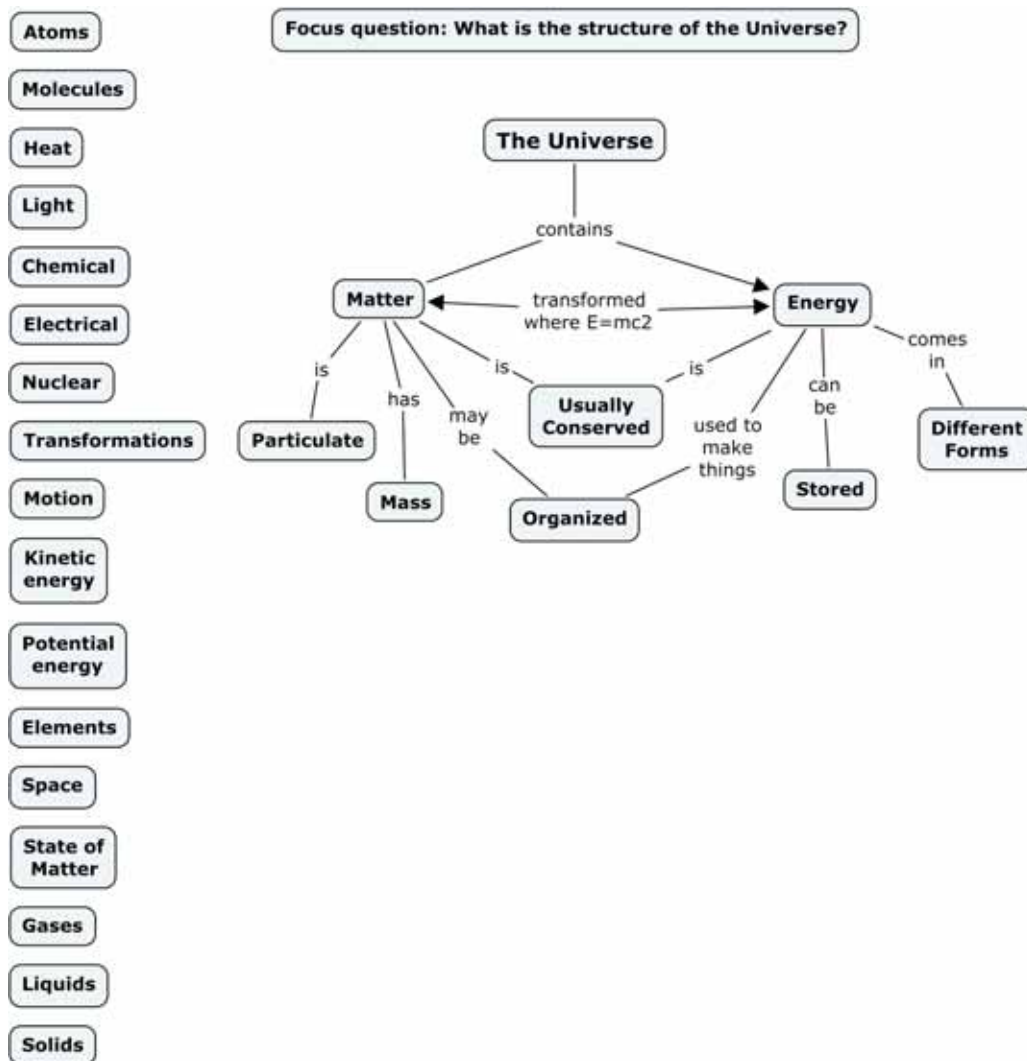 Focus question: What is the structure of the Universe?
Atoms
Molecules
Heat
Light
Chemical
Electrical
Nuclear
Transformations
Motion
Kinetic
energy
Potential
energy
Elements
Space
State of
Matter
Gases
Liquids
Solids
The Universe
contains
Matter
transformed
where E=mc2
Energy
is
has
may
be
is
is
used to
make
things
can
be
comes
in
Particulate
Mass
Usually
Conserved
Organized
Stored
Different
Forms